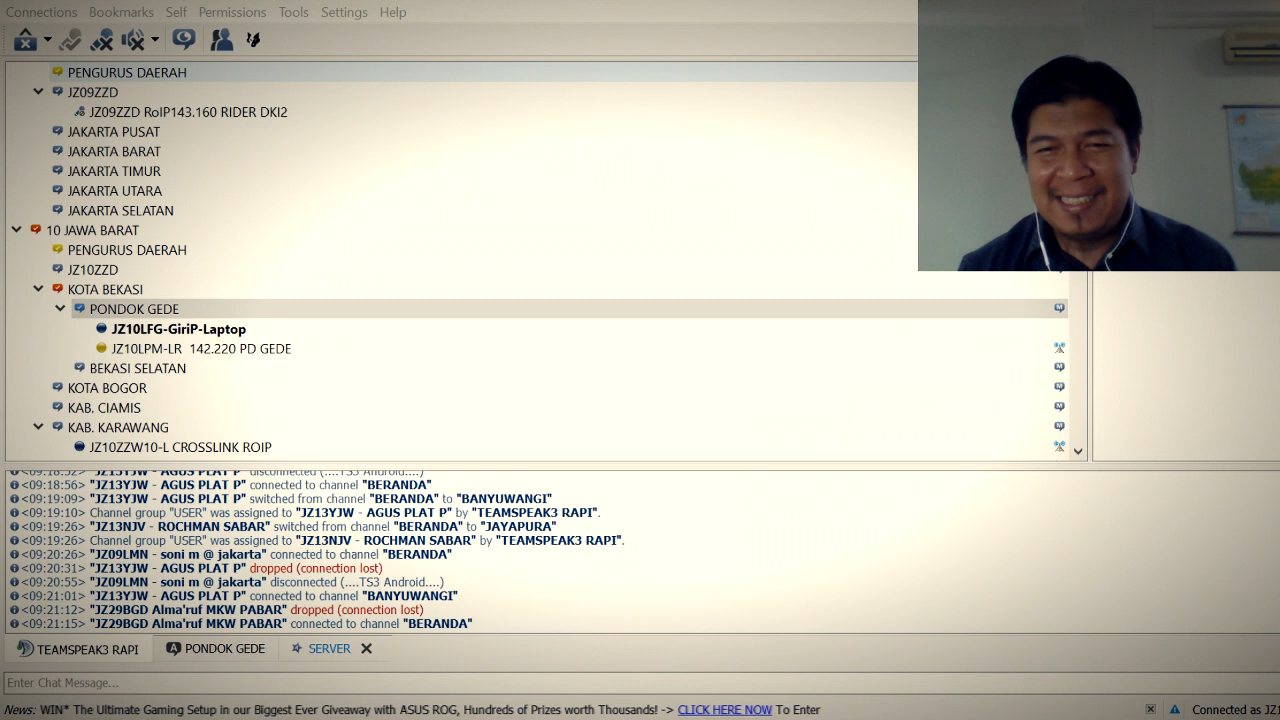 Connections Bookmarks Self Permissions Tools Settings Help
PENGURUS DAERAH
JZ09ZZD
JZ09ZZD RoIP143.160 RIDER DKI2
JAKARTA PUSAT
JAKARTA BARAT
JAKARTA TIMUR
JAKARTA UTARA
JAKARTA SELATAN
10 JAWA BARAT
PENGURUS DAERAH
JZ10ZZD
KOTA BEKASI
PONDOK GEDE
JZ10LFG-GiriP-Laptop
JZ10LPM-LR 142.220 PD GEDE
BEKASI SELATAN
KOTA BOGOR
KAB. CIAMIS
KAB. KARAWANG
JZ10ZZW10-L CROSSLINK ROIP
<09:18:52> "JZ13YJW - AGUS PLAT P" disconnected (....TS3 Android....)
<09:18:56> "JZ13YJW - AGUS PLAT P" connected to channel "BERANDA"
<09:19:09> "JZ13YJW - AGUS PLAT P" switched from channel "BERANDA" to "BANYUWANGI"
<09:19:10> Channel group "USER" was assigned to "JZ13YJW - AGUS PLAT P" by "TEAMSPEAK3 RAPI".
<09:19:26> "JZ13NJV - ROCHMAN SABAR" switched from channel "BERANDA" to "JAYAPURA"
<09:19:26> Channel group "USER" was assigned to "JZ13NJV - ROCHMAN SABAR" by "TEAMSPEAK3 RAPI".
<09:20:26> "JZ09LMN - soni m @ jakarta" connected to channel "BERANDA"
<09:20:31> "JZ13YJW - AGUS PLAT P" dropped (connection lost)
<09:20:55> "JZ09LMN - soni m @ jakarta" disconnected (....TS3 Android....)
<09:21:01> "JZ13YJW - AGUS PLAT P" connected to channel "BANYUWANGI"
<09:21:12> "JZ29BGD Alma'ruf MKW PABAR" dropped (connection lost)
<09:21:15> "JZ29BGD Alma'ruf MKW PABAR" connected to channel "BERANDA"
TEAMSPEAK3 RAPI PONDOK GEDE SERVER
Enter Chat Message...
News: WIN* The Ultimate Gaming Setup in our Biggest Ever Giveaway with ASUS ROG, Hundreds of Prizes worth Thousands! -> CLICK HERE NOW To Enter Connected as JZ1